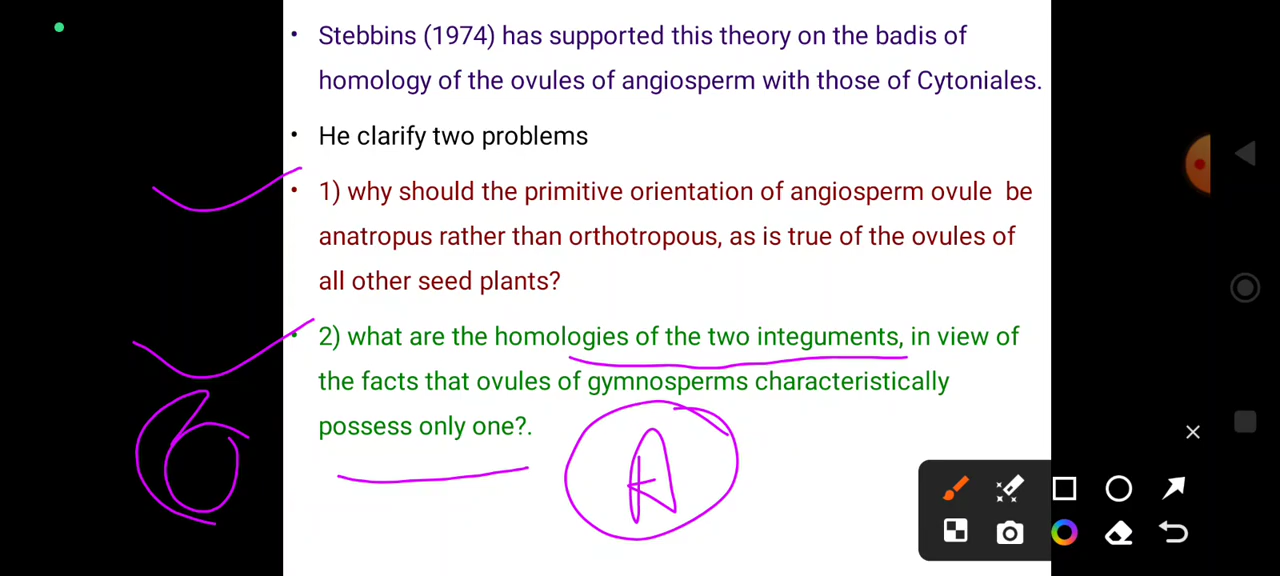 • Stebbins (1974) has supported this theory on the badis of
homology of the ovules of angiosperm with those of Cytoniales.
• He clarify two problems
• 1) why should the primitive orientation of angiosperm ovule be
anatropus rather than orthotropous, as is true of the ovules of
all other seed plants?
• 2) what are the homologies of the two integuments, in view of
the facts that ovules of gymnosperms characteristically
possess only one?.
A